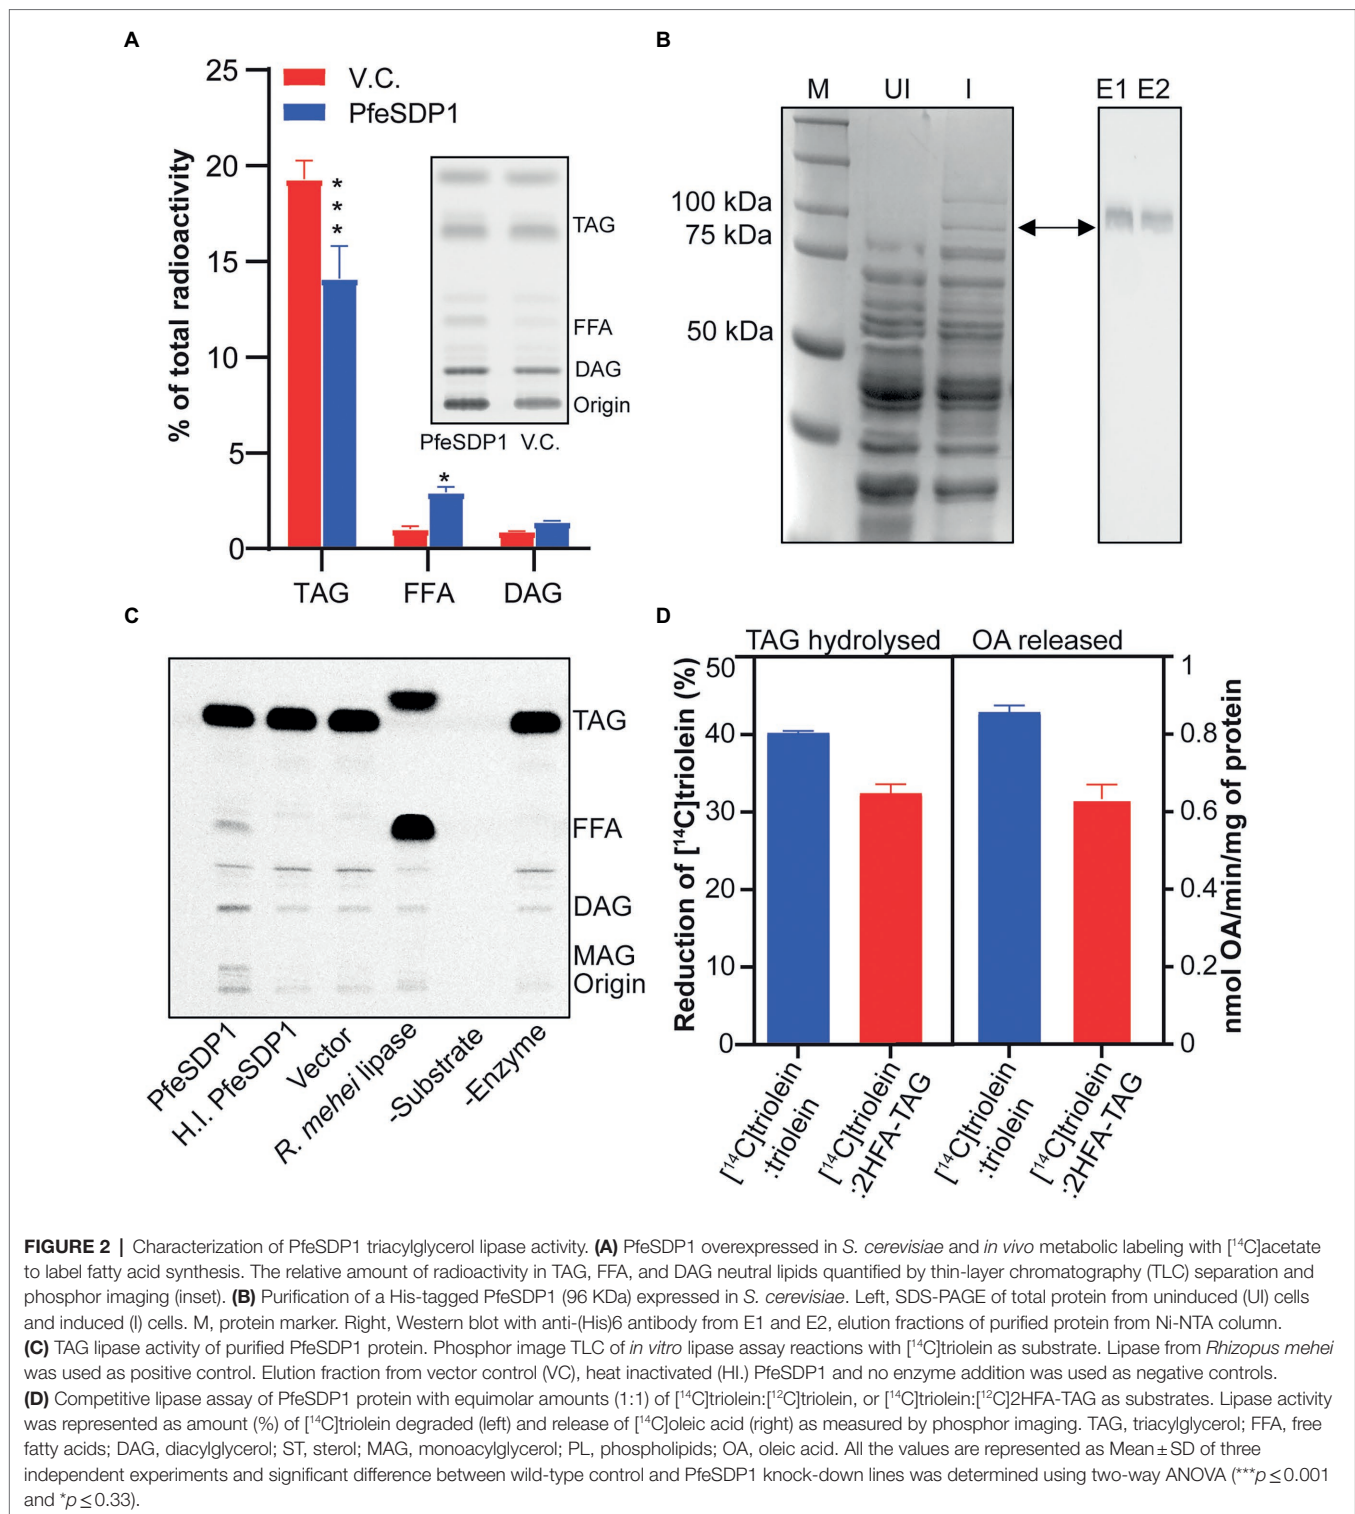 A
25
20
15
10
5
0
% of total radioactivity
V.C.
PfeSDP1
***
*
TAG
FFA
DAG
TAG
FFA
DAG
Origin
PfeSDP1 V.C.
B
M UI I
E1 E2
100 kDa
75 kDa
50 kDa
C
TAG
FFA
DAG
MAG
Origin
PfeSDP1
H.I. PfeSDP1
Vector
R. mehei lipase
-Substrate
-Enzyme
D
TAG hydrolysed
OA released
Reduction of [14C]triolein (%)
50
40
30
20
10
0
1
0.8
0.6
0.4
0.2
0
nmol OA/min/mg of protein
[14C]triolein
:triolein
[14C]triolein
:2HFA-TAG
[14C]triolein
:triolein
[14C]triolein
:2HFA-TAG
FIGURE 2 | Characterization of PfeSDP1 triacylglycerol lipase activity. (A) PfeSDP1 overexpressed in S. cerevisiae and in vivo metabolic labeling with [14C]acetate
to label fatty acid synthesis. The relative amount of radioactivity in TAG, FFA, and DAG neutral lipids quantified by thin-layer chromatography (TLC) separation and
phosphor imaging (inset). (B) Purification of a His-tagged PfeSDP1 (96 KDa) expressed in S. cerevisiae. Left, SDS-PAGE of total protein from uninduced (UI) cells
and induced (I) cells. M, protein marker. Right, Western blot with anti-(His)6 antibody from E1 and E2, elution fractions of purified protein from Ni-NTA column.
(C) TAG lipase activity of purified PfeSDP1 protein. Phosphor image TLC of in vitro lipase assay reactions with [14C]triolein as substrate. Lipase from Rhizopus mehei
was used as positive control. Elution fraction from vector control (VC), heat inactivated (HI.) PfeSDP1 and no enzyme addition was used as negative controls.
(D) Competitive lipase assay of PfeSDP1 protein with equimolar amounts (1:1) of [14C]triolein:[12C]triolein, or [14C]triolein:[12C]2HFA-TAG as substrates. Lipase activity
was represented as amount (%) of [14C]triolein degraded (left) and release of [14C]oleic acid (right) as measured by phosphor imaging. TAG, triacylglycerol; FFA, free
fatty acids; DAG, diacylglycerol; ST, sterol; MAG, monoacylglycerol; PL, phospholipids; OA, oleic acid. All the values are represented as Mean ± SD of three
independent experiments and significant difference between wild-type control and PfeSDP1 knock-down lines was determined using two-way ANOVA (***p ≤ 0.001
and *p ≤ 0.33).